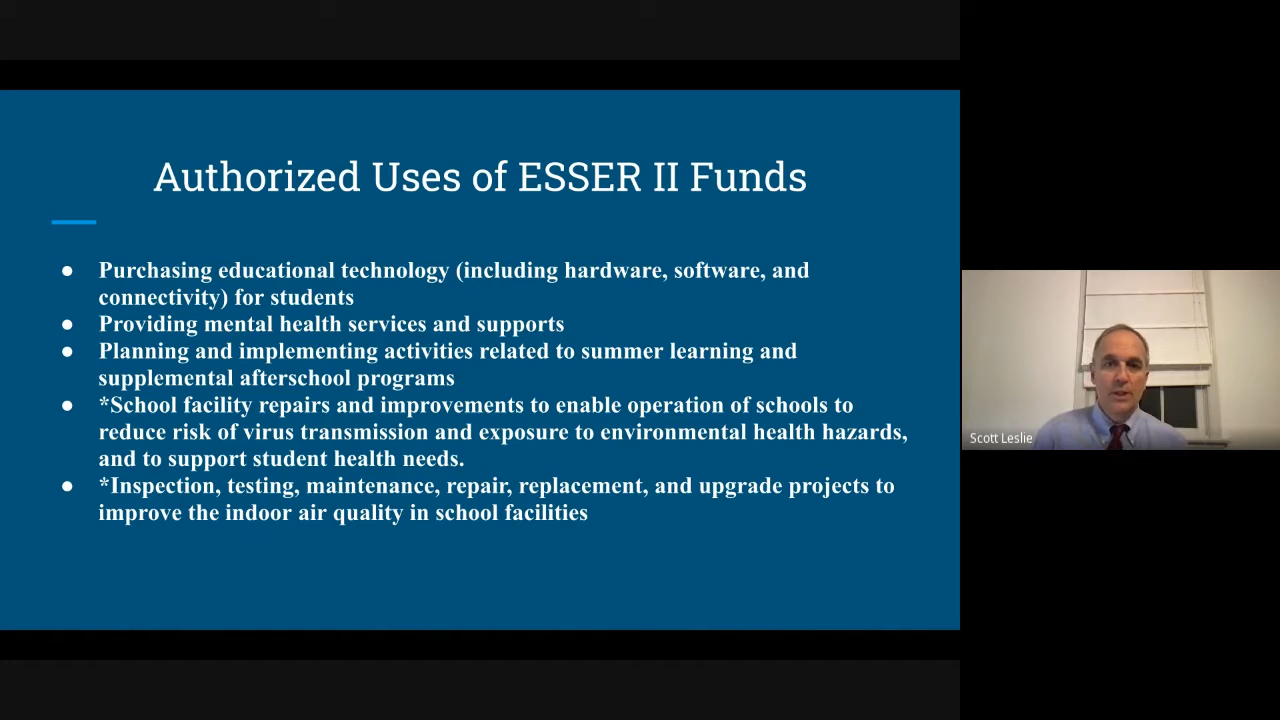 Authorized Uses of ESSER II Funds
● Purchasing educational technology (including hardware, software, and
connectivity) for students
● Providing mental health services and supports
● Planning and implementing activities related to summer learning and
supplemental afterschool programs
● *School facility repairs and improvements to enable operation of schools to
reduce risk of virus transmission and exposure to environmental health hazards,
and to support student health needs.
● *Inspection, testing, maintenance, repair, replacement, and upgrade projects to
improve the indoor air quality in school facilities
Scott Leslie